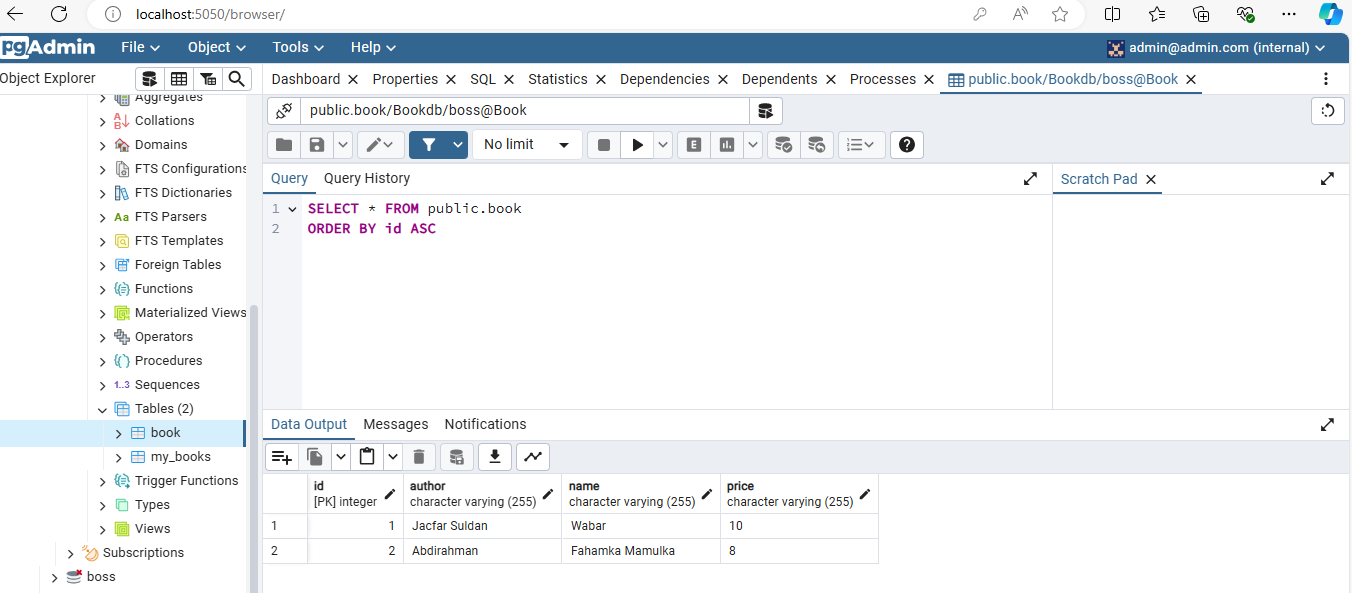 localhost:5050/browser/
pgAdmin File Object Tools Help admin@admin.com (internal)
Object Explorer
Dashboard Properties SQL Statistics Dependencies Dependents Processes public.book/Bookdb/boss@Book
public.book/Bookdb/boss@Book
No limit
E
Query Query History
Scratch Pad
1 SELECT * FROM public.book
2 ORDER BY id ASC
Aggregates
Collations
Domains
FTS Configurations
FTS Dictionaries
Aa FTS Parsers
FTS Templates
Foreign Tables
Functions
Materialized Views
Operators
Procedures
1..3 Sequences
Tables (2)
book
my_books
Trigger Functions
Types
Views
Subscriptions
boss
Data Output Messages Notifications
id author name price
[PK] integer character varying (255) character varying (255) character varying (255)
1 1 Jacfar Suldan Wabar 10
2 2 Abdirahman Fahamka Mamulka 8